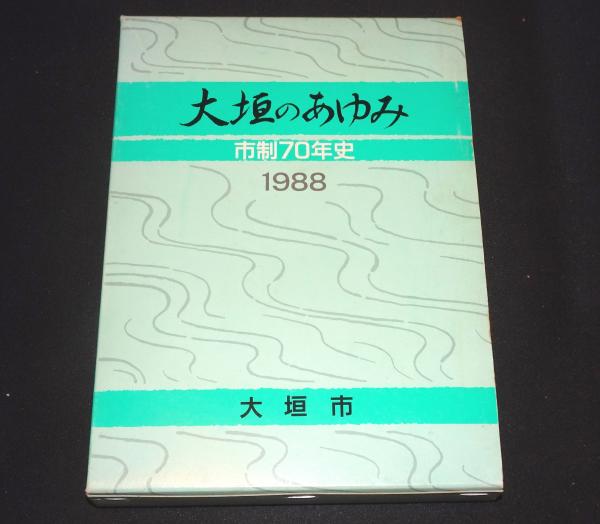 大垣のあゆみ
市制70年史
1988
大垣市